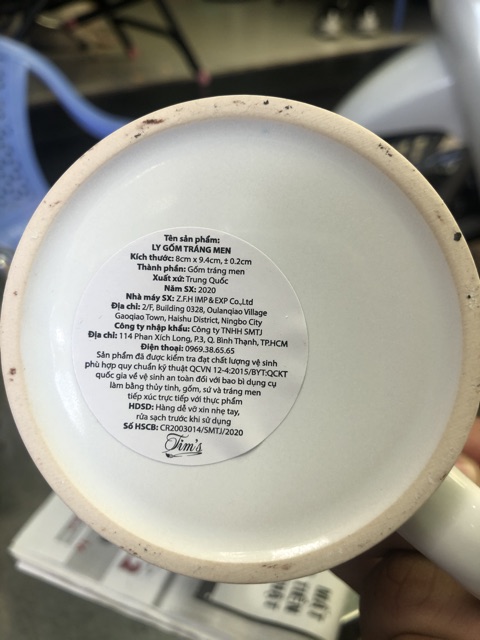 Tên sản phẩm:
LY GỐM TRÁNG MEN
Kích thước: 8cm x 9.4cm, ± 0.2cm
Thành phần: Gốm tráng men
Xuất xứ: Trung Quốc
Năm SX: 2020
Nhà máy SX: Z.F.H IMP & EXP Co.,Ltd
Địa chỉ: 2/F, Building 0328, Oulanqiao Village
Gaoqiao Town, Haishu District, Ningbo City
Công ty nhập khẩu: Công ty TNHH SMTJ
Địa chỉ: 114 Phan Xích Long, P.3, Q. Bình Thạnh, TP.HCM
Điện thoại: 0969.38.65.65
Sản phẩm đã được kiểm tra đạt chất lượng vệ sinh
phù hợp quy chuẩn kỹ thuật QCVN 12-4:2015/BYT:QCKT
quốc gia về vệ sinh an toàn đối với bao bì dụng cụ
làm bằng thủy tinh, gốm, sứ và tráng men
tiếp xúc trực tiếp với thực phẩm
HDSD: Hàng dễ vỡ xin nhẹ tay,
rửa sạch trước khi sử dụng
Số HSCB: CR2003014/SMTJ/2020
Tim's